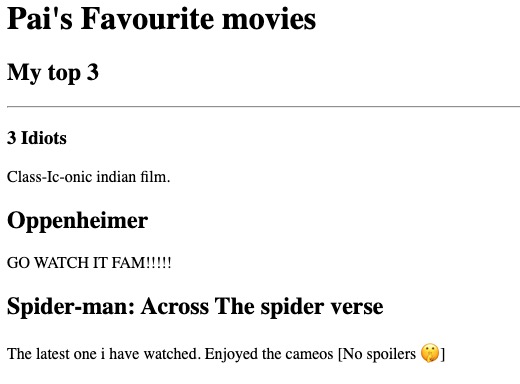 Pai's Favourite movies
My top 3
3 Idiots
Class-Ic-onic indian film.
Oppenheimer
GO WATCH IT FAM!!!!!
Spider-man: Across The spider verse
The latest one i have watched. Enjoyed the cameos [No spoilers 🤫]